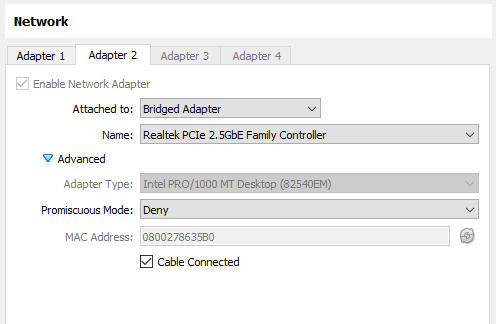 Network
Adapter 1 Adapter 2 Adapter 3 Adapter 4
Enable Network Adapter
Attached to: Bridged Adapter
Name: Realtek PCIe 2.5GbE Family Controller
Advanced
Adapter Type: Intel PRO/1000 MT Desktop (82540EM)
Promiscuous Mode: Deny
MAC Address: 0800278635B0
Cable Connected